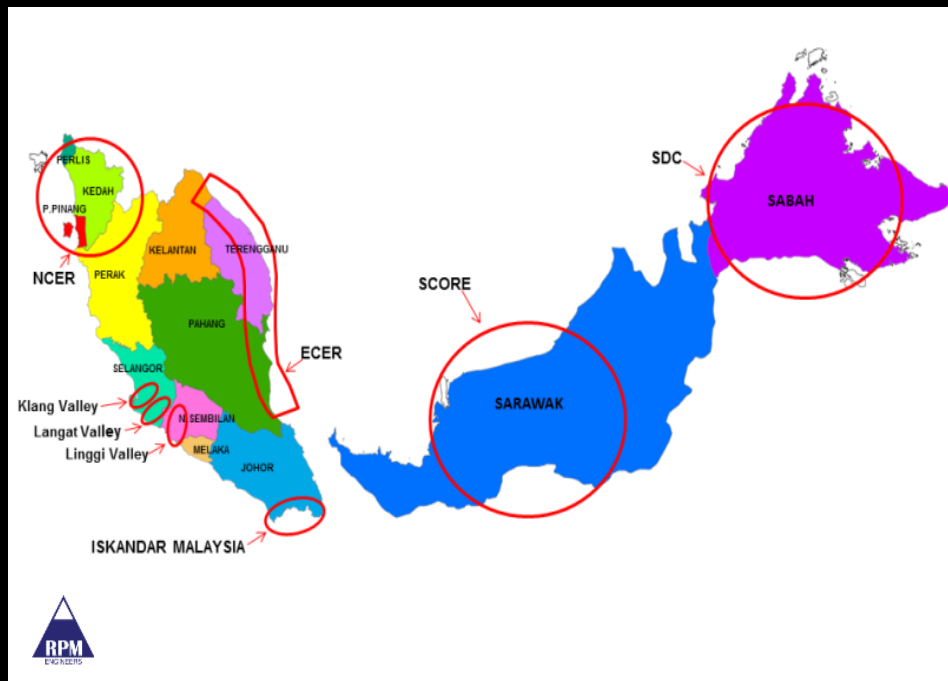 PERLIS
KEDAH
P.PINANG
NCER
PERAK
KELANTAN
TERENGGANU
PAHANG
ECER
SELANGOR
Klang Valley
Langat Valley
Linggi Valley
N.SEMBILAN
MELAKA
JOHOR
ISKANDAR MALAYSIA
SDC
SABAH
SCORE
SARAWAK
RPM
ENGINEERS